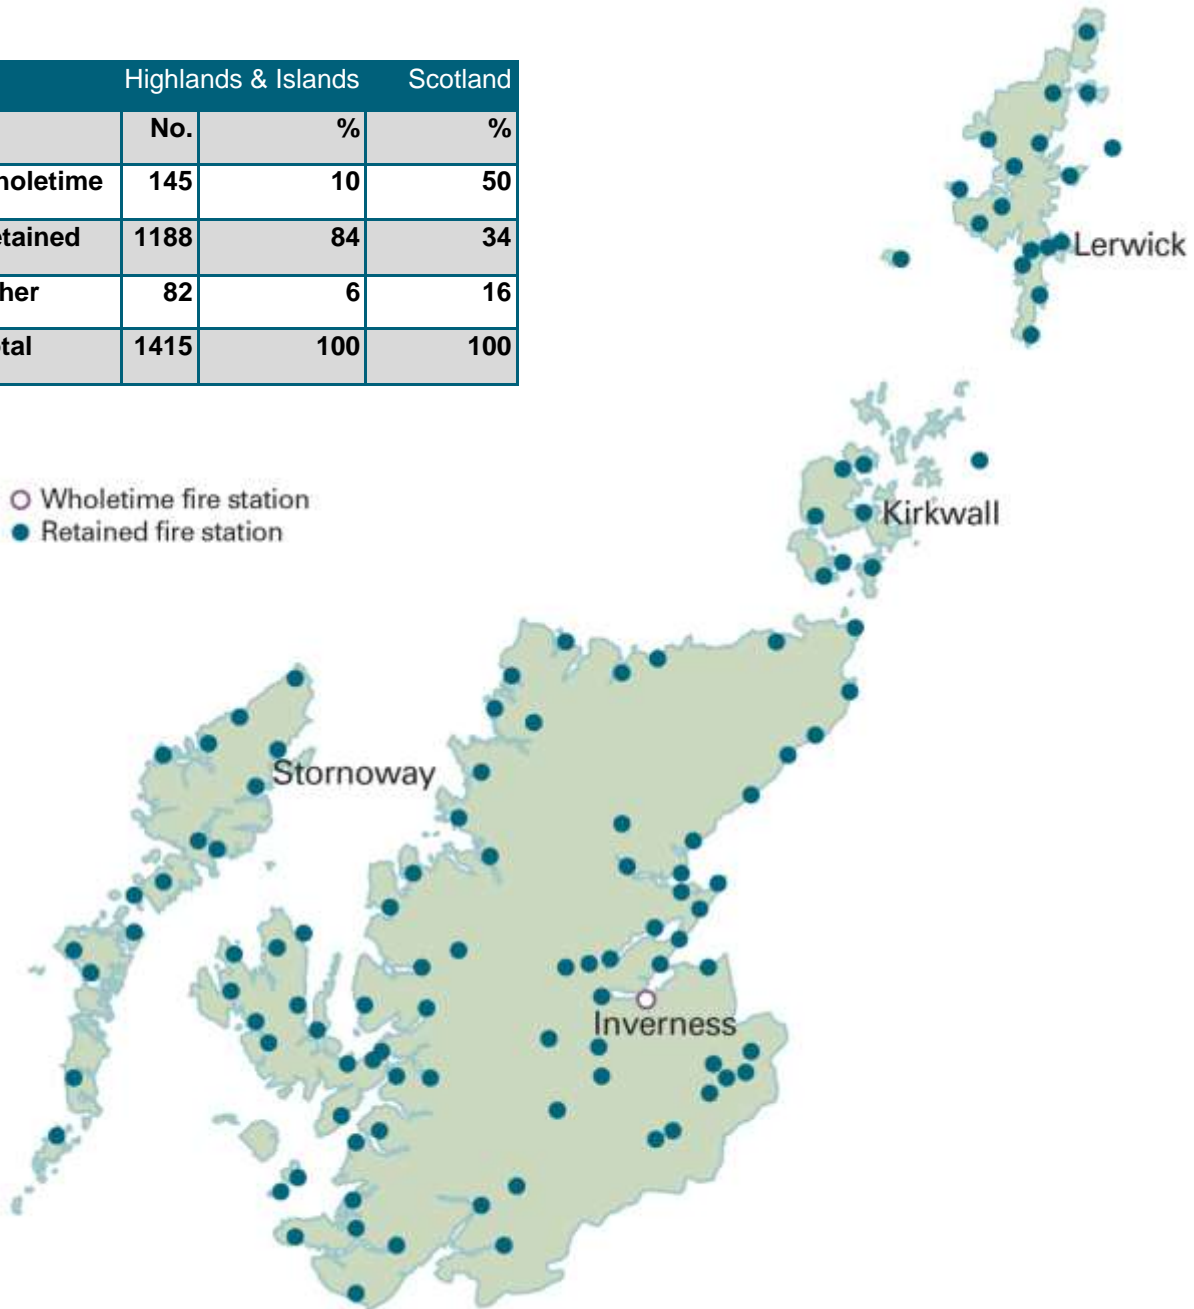 Highlands & Islands Scotland
No. % %
holetime 145 10 50
etained 1188 84 34
her 82 6 16
otal 1415 100 100
Lerwick
Wholetime fire station
Retained fire station
Kirkwall
Stornoway
Inverness